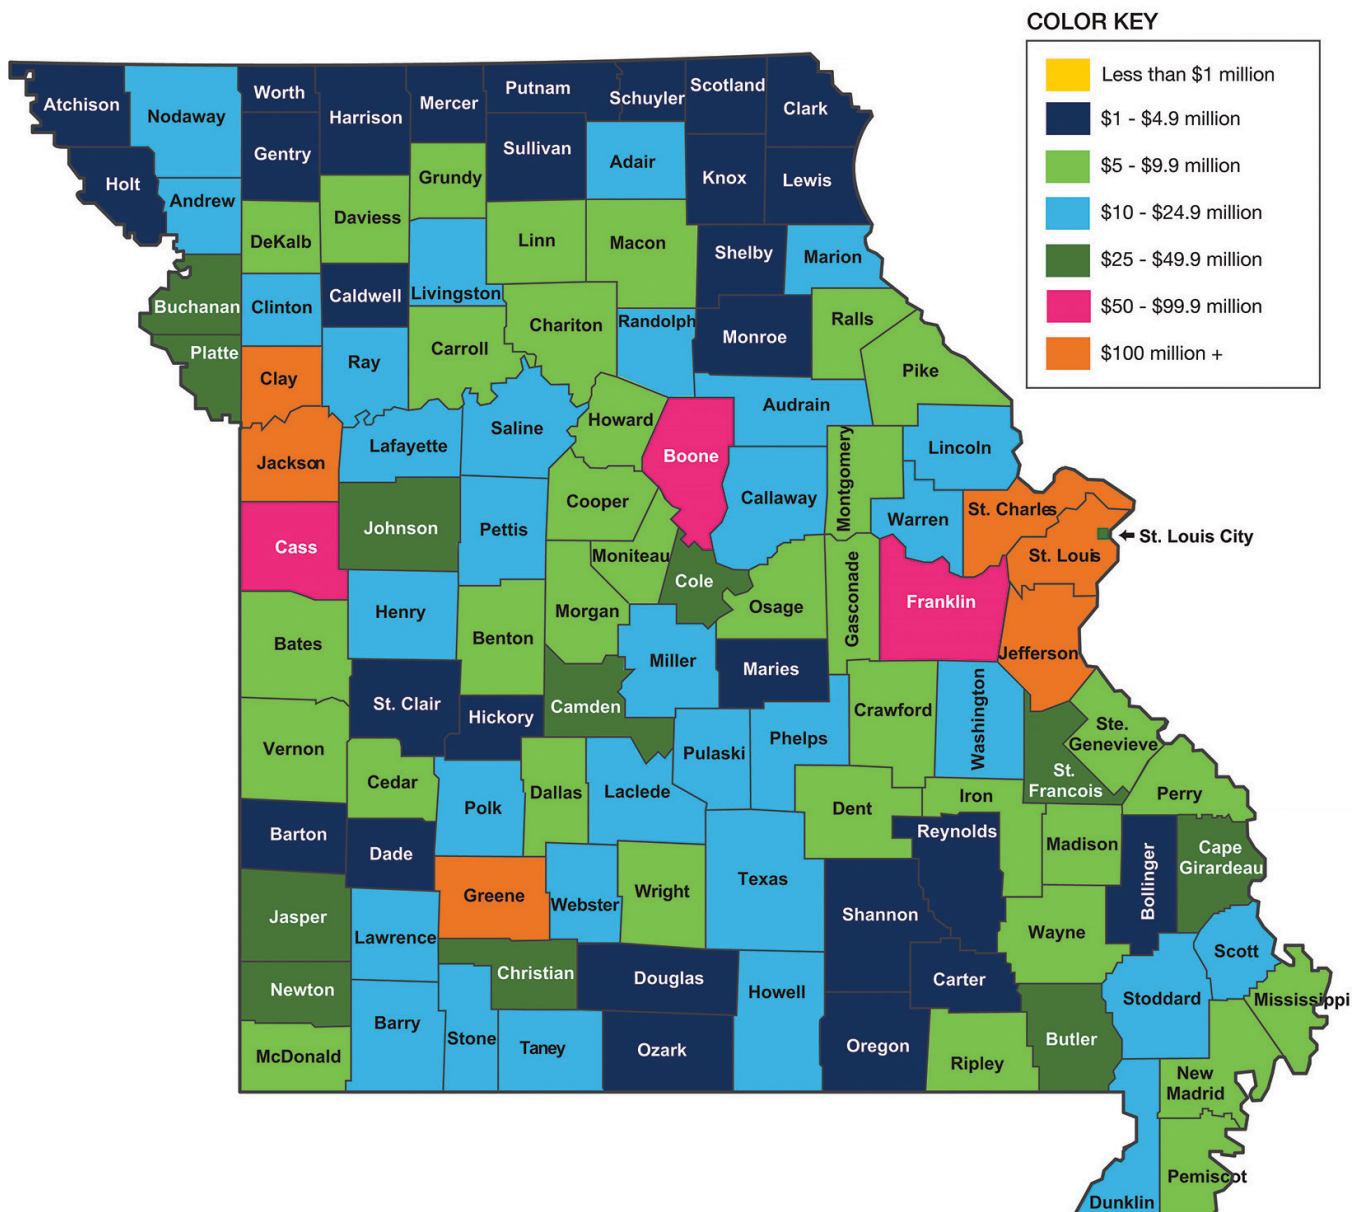 COLOR KEY
Less than $1 million
$1 - $4.9 million
$5 - $9.9 million
$10 - $24.9 million
$25 - $49.9 million
$50 - $99.9 million
$100 million +
Atchison
Nodaway
Worth
Harrison
Mercer
Putnam
Schuyler
Scotland
Clark
Gentry
Sullivan
Adair
Knox
Lewis
Holt
Andrew
Grundy
DeKalb
Daviess
Linn
Macon
Shelby
Marion
Buchanan
Clinton
Caldwell
Livingston
Chariton
Randolph
Monroe
Ralls
Platte
Clay
Ray
Carroll
Pike
Audrain
Jackson
Lafayette
Saline
Howard
Boone
Lincoln
Callaway
Montgomery
Warren
St. Charles
St. Louis
St. Louis City
Cass
Johnson
Pettis
Cooper
Moniteau
Cole
Osage
Gasconade
Franklin
Jefferson
Bates
Henry
Benton
Morgan
Miller
Maries
St. Clair
Hickory
Camden
Pulaski
Phelps
Crawford
Washington
Ste.
Genevieve
St.
Francois
Perry
Vernon
Cedar
Polk
Dallas
Laclede
Dent
Iron
Reynolds
Madison
Bollinger
Cape
Girardeau
Barton
Dade
Greene
Webster
Wright
Texas
Shannon
Wayne
Scott
Jasper
Lawrence
Christian
Douglas
Howell
Carter
Stoddard
Mississippi
Newton
Barry
Stone
Taney
Ozark
Oregon
Ripley
Butler
New
Madrid
McDonald
Pemiscot
Dunklin